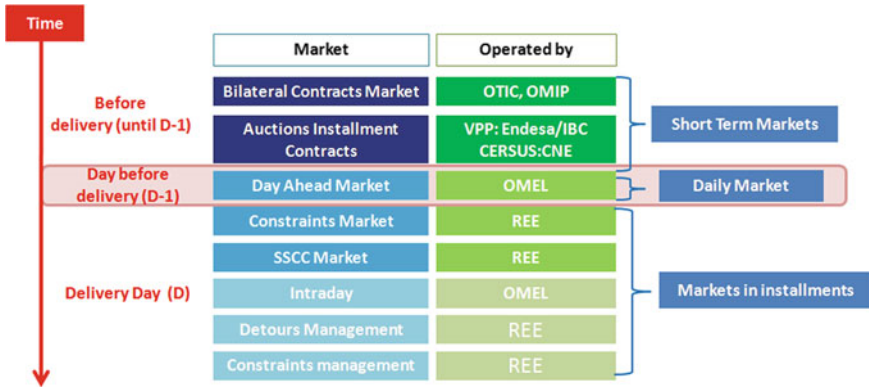 Time
Market
Operated by
Before
delivery (until D-1)
Bilateral Contracts Market
OTIC, OMIP
Auctions Installment
Contracts
VPP: Endesa/IBC
CERSUS:CNE
Short Term Markets
Day before
delivery (D-1)
Day Ahead Market
OMEL
Daily Market
Constraints Market
REE
SSCC Market
REE
Delivery Day (D)
Intraday
OMEL
Markets in installments
Detours Management
REE
Constraints management
REE